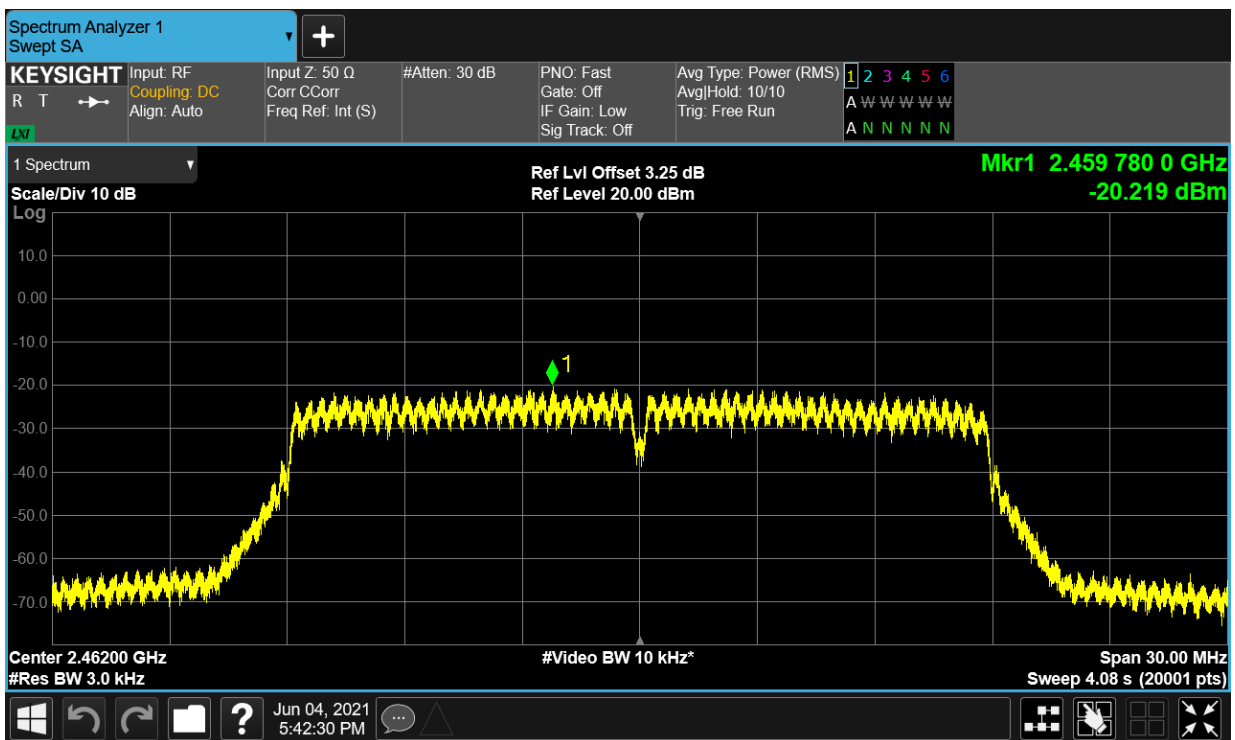 Spectrum Analyzer 1
Swept SA
KEYSIGHT
R T
LXI
Input: RF
Coupling: DC
Align: Auto
Input Z: 50 Ω
Corr CCorr
Freq Ref: Int (S)
#Atten: 30 dB
PNO: Fast
Gate: Off
IF Gain: Low
Sig Track: Off
Avg Type: Power (RMS)
Avg|Hold: 10/10
Trig: Free Run
1 2 3 4 5 6
A W W W W W
A N N N N N
1 Spectrum
Scale/Div 10 dB
Log
Ref Lvl Offset 3.25 dB
Ref Level 20.00 dBm
Mkr1 2.459 780 0 GHz
-20.219 dBm
10.0
0.00
-10.0
1
-20.0
-30.0
-40.0
-50.0
-60.0
-70.0
Center 2.46200 GHz
#Res BW 3.0 kHz
#Video BW 10 kHz*
Span 30.00 MHz
Sweep 4.08 s (20001 pts)
?
Jun 04, 2021
5:42:30 PM